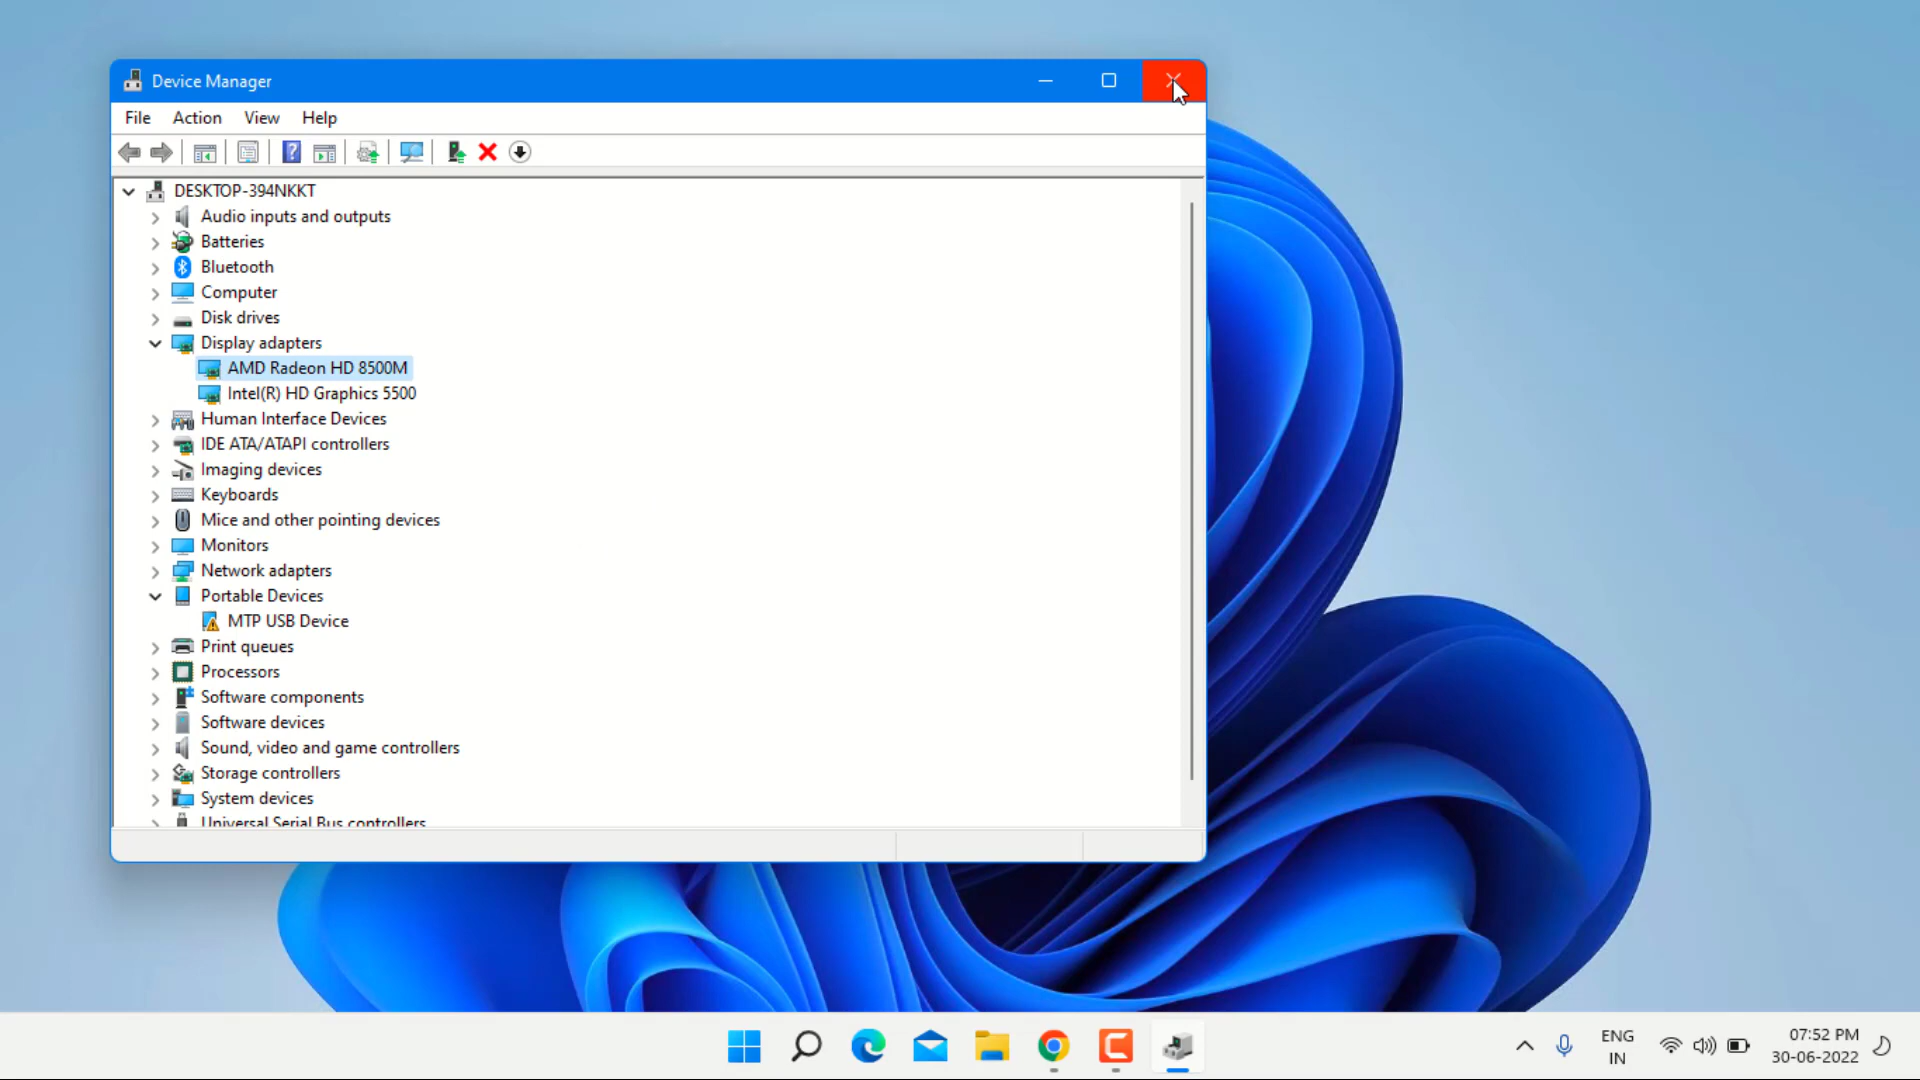 Device Manager
File Action View Help
DESKTOP-394NKKT
Audio inputs and outputs
Batteries
Bluetooth
Computer
Disk drives
Display adapters
AMD Radeon HD 8500M
Intel(R) HD Graphics 5500
Human Interface Devices
IDE ATA/ATAPI controllers
Imaging devices
Keyboards
Mice and other pointing devices
Monitors
Network adapters
Portable Devices
MTP USB Device
Print queues
Processors
Software components
Software devices
Sound, video and game controllers
Storage controllers
System devices
Universal Serial Bus controllers
ENG
IN
07:52 PM
30-06-2022